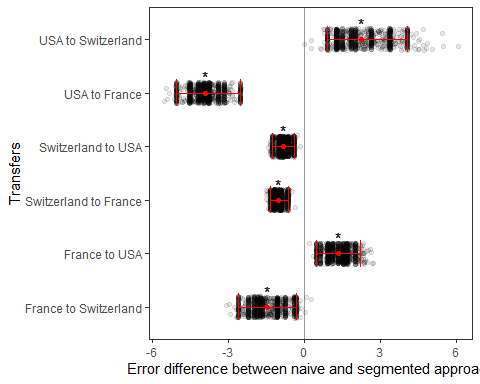 *
USA to Switzerland
*
USA to France
*
Switzerland to USA
*
Switzerland to France
*
France to USA
*
France to Switzerland
Transfers
-6 -3 0 3 6
Error difference between naive and segmented approa